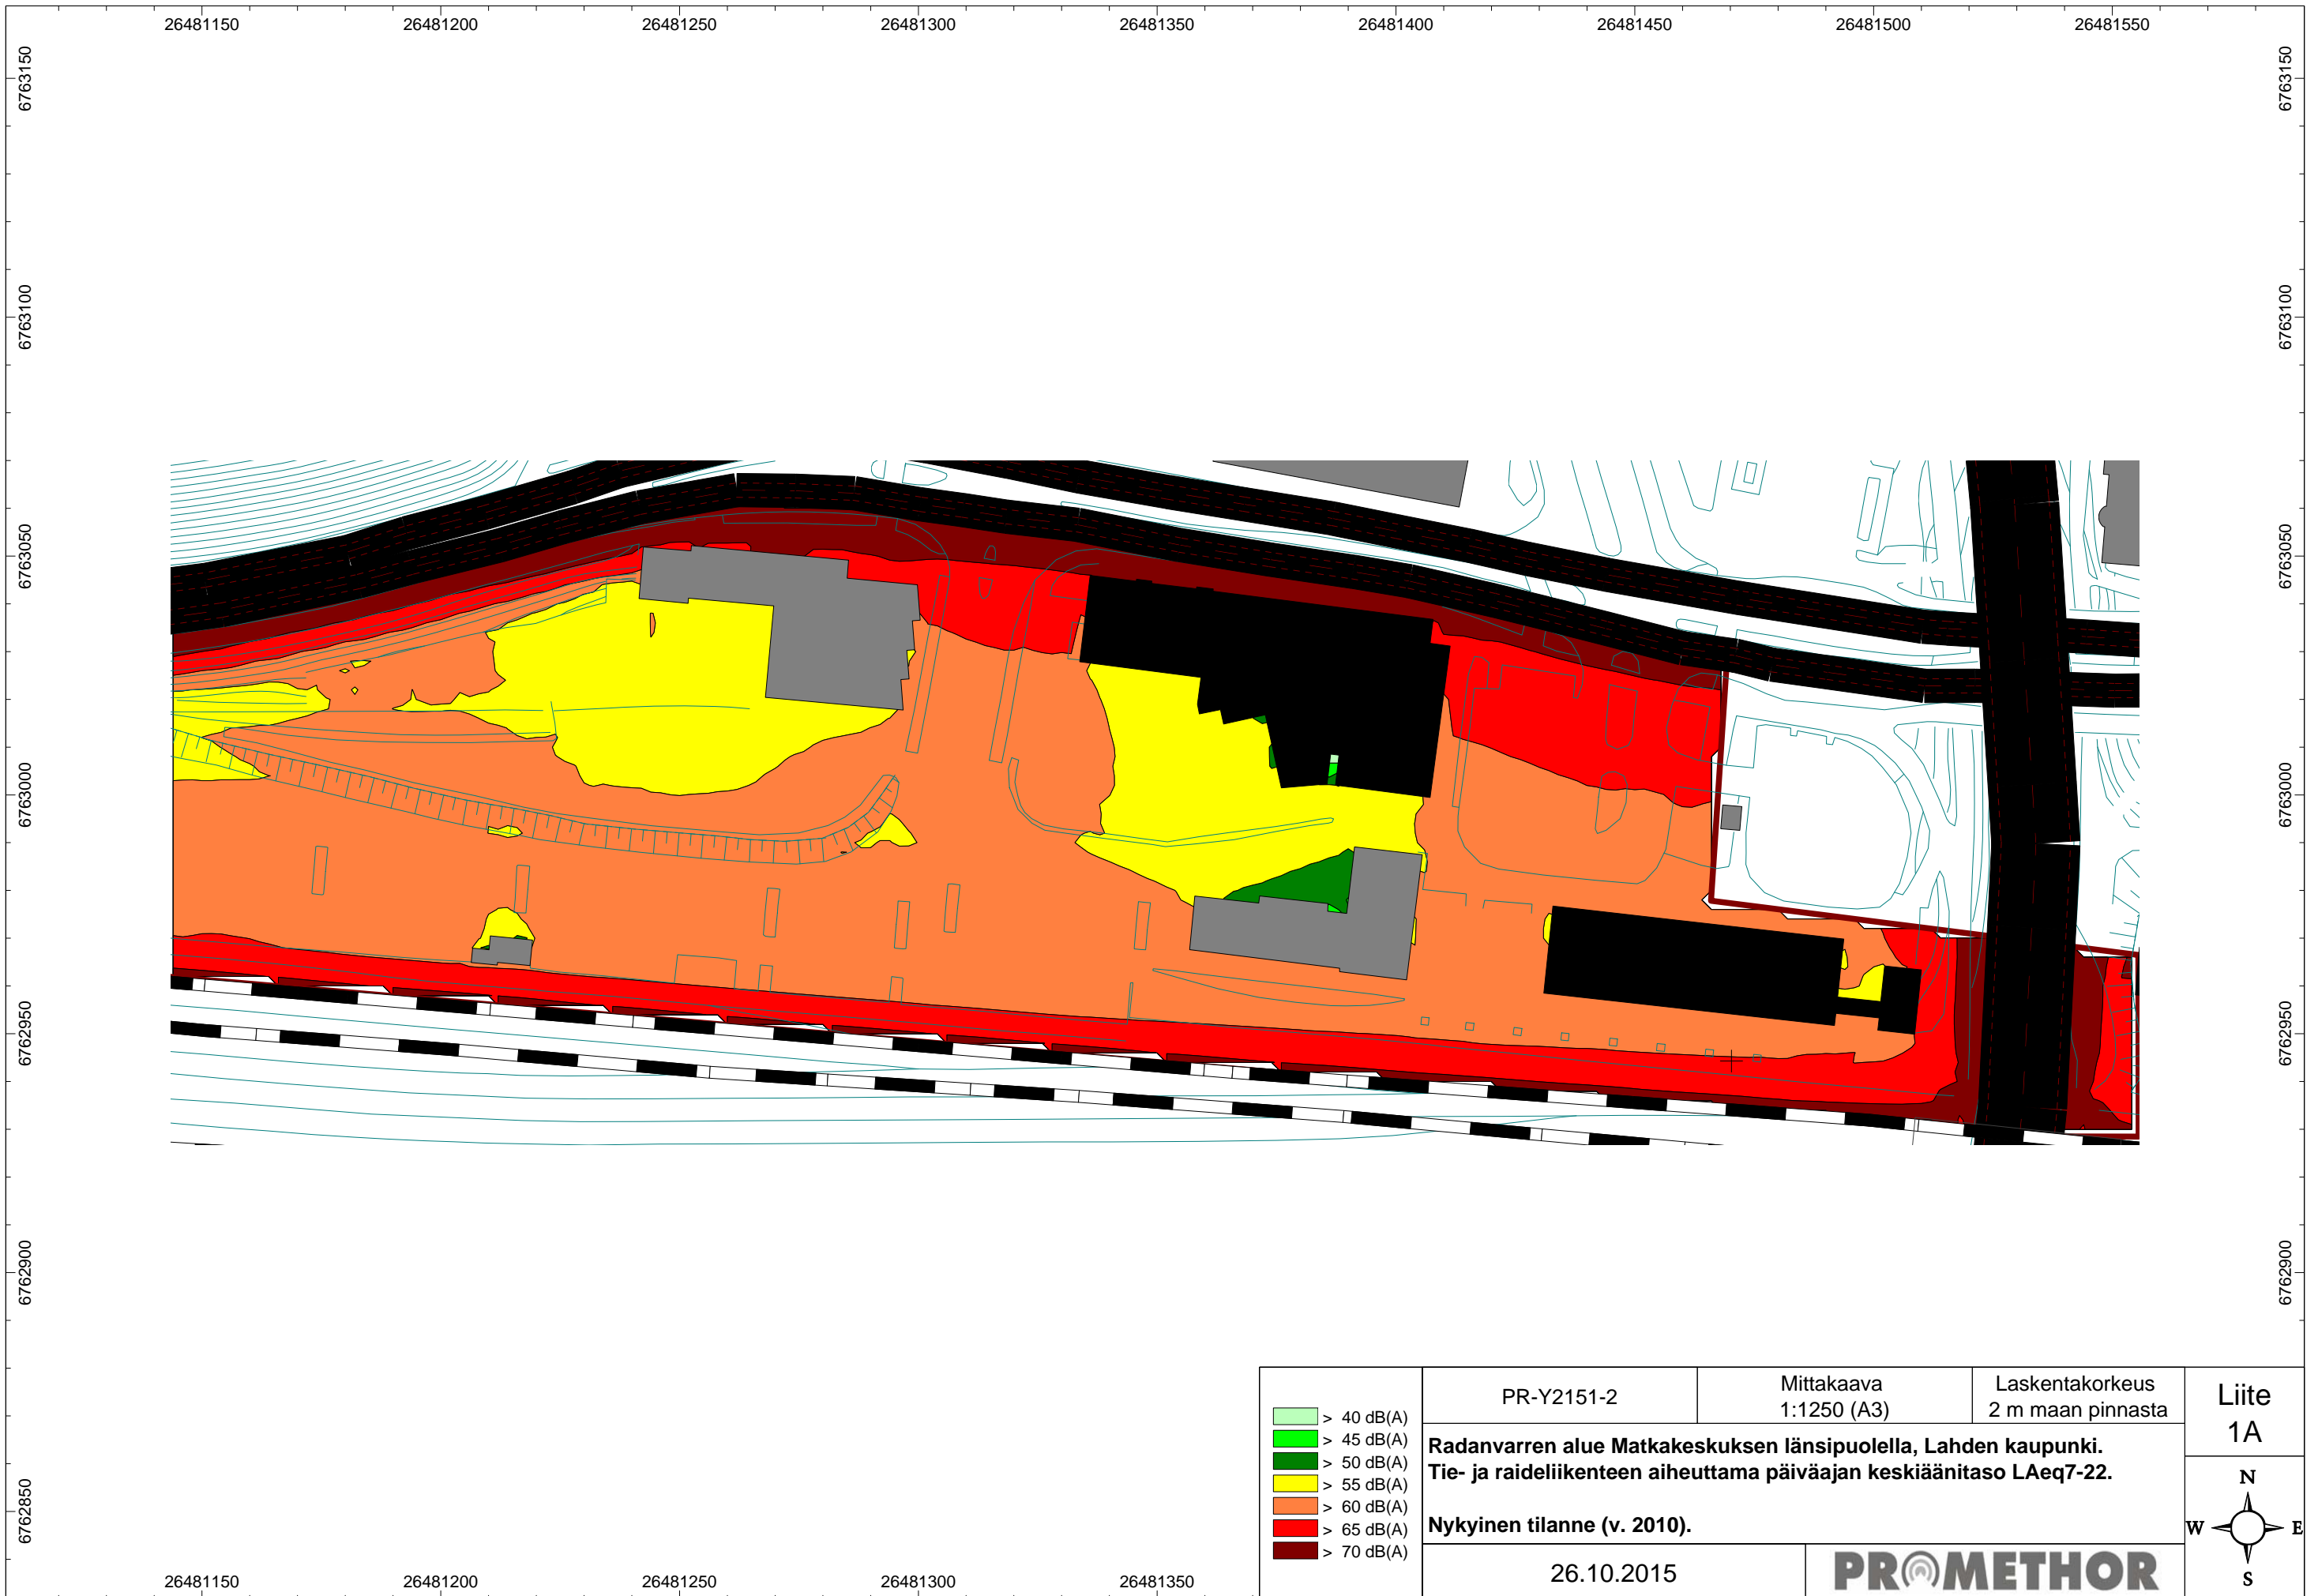 26481150 26481200 26481250 26481300 26481350 26481400 26481450 26481500 26481550
6763150 6763150
6763100 6763100
6763050 6763050
6763000 6763000
6762950 6762950
6762900 6762900
6762850 6762850
> 40 dB(A)
> 45 dB(A)
> 50 dB(A)
> 55 dB(A)
> 60 dB(A)
> 65 dB(A)
> 70 dB(A)
PR-Y2151-2
Mittakaava
1:1250 (A3)
Laskentakorkeus
2 m maan pinnasta
Liite
1A
Radanvarren alue Matkakeskuksen länsipuolella, Lahden kaupunki.
Tie- ja raideliikenteen aiheuttama päiväajan keskiäänitaso LAeq7-22.
Nykyinen tilanne (v. 2010).
26.10.2015
PROMETHOR
N
W E
S
26481150 26481200 26481250 26481300 26481350